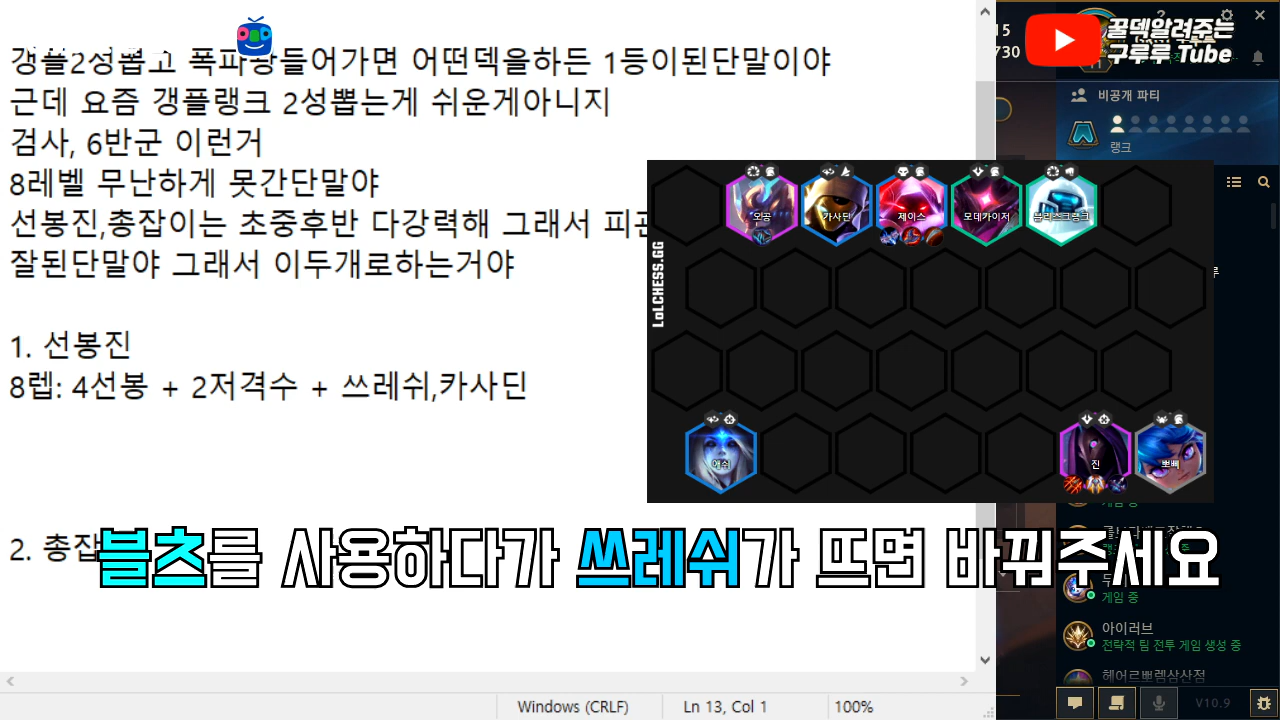 갱플2성뽑고 폭파광들어가면 어떤덱을하든 1등이된단말이야
근데 요즘 갱플랭크 2성뽑는게 쉬운게아니지
검사, 6반군 이런거
8레벨 무난하게 못간단말야
선봉진,총잡이는 초중후반 다강력해
그래서
잘된단말야 그래서 이두개로하는거야
1. 선봉진
8렙: 4선봉 + 2저격수 + 쓰레쉬,카사딘
2. 총잡
블츠를 사용하다가 쓰레쉬가 뜨면 바꿔주세요
꿀덱알려주는
구루루 Tube
15
730
비공개 파티
랭크
LoLCHESS.GG
오공
카사딘
제이스
모데카이저
블리츠크랭크
애쉬
진
뽀삐
게임 중
아이러브
전략적 팀 전투 게임 생성 중
헤어르뽀렘삼산점
V10.9
Windows (CRLF)
Ln 13, Col 1
100%